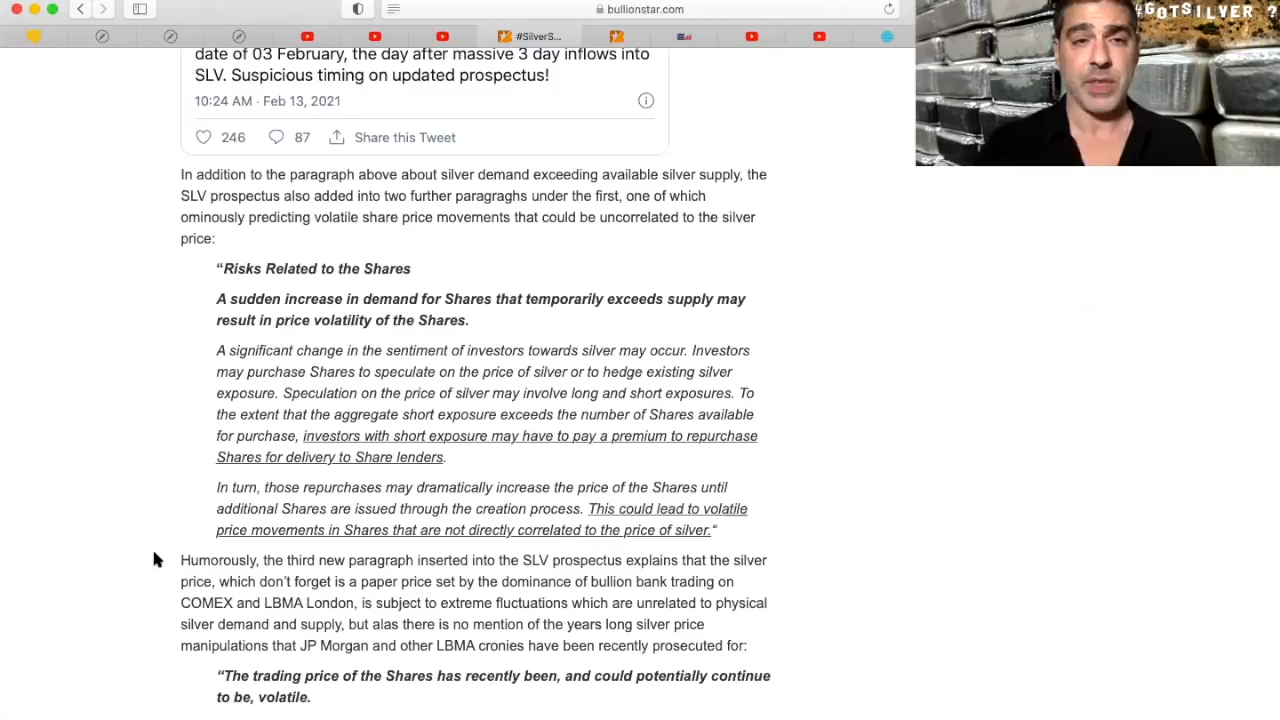 bullionstar.com
#GOTSILVER ?
#SilverS...
date of 03 February, the day after massive 3 day inflows into
SLV. Suspicious timing on updated prospectus!
10:24 AM · Feb 13, 2021
246 87 Share this Tweet
In addition to the paragraph above about silver demand exceeding available silver supply, the
SLV prospectus also added into two further paragraghs under the first, one of which
ominously predicting volatile share price movements that could be uncorrelated to the silver
price:
“Risks Related to the Shares
A sudden increase in demand for Shares that temporarily exceeds supply may
result in price volatility of the Shares.
A significant change in the sentiment of investors towards silver may occur. Investors
may purchase Shares to speculate on the price of silver or to hedge existing silver
exposure. Speculation on the price of silver may involve long and short exposures. To
the extent that the aggregate short exposure exceeds the number of Shares available
for purchase, investors with short exposure may have to pay a premium to repurchase
Shares for delivery to Share lenders.
In turn, those repurchases may dramatically increase the price of the Shares until
additional Shares are issued through the creation process. This could lead to volatile
price movements in Shares that are not directly correlated to the price of silver.“
Humorously, the third new paragraph inserted into the SLV prospectus explains that the silver
price, which don’t forget is a paper price set by the dominance of bullion bank trading on
COMEX and LBMA London, is subject to extreme fluctuations which are unrelated to physical
silver demand and supply, but alas there is no mention of the years long silver price
manipulations that JP Morgan and other LBMA cronies have been recently prosecuted for:
“The trading price of the Shares has recently been, and could potentially continue
to be, volatile.